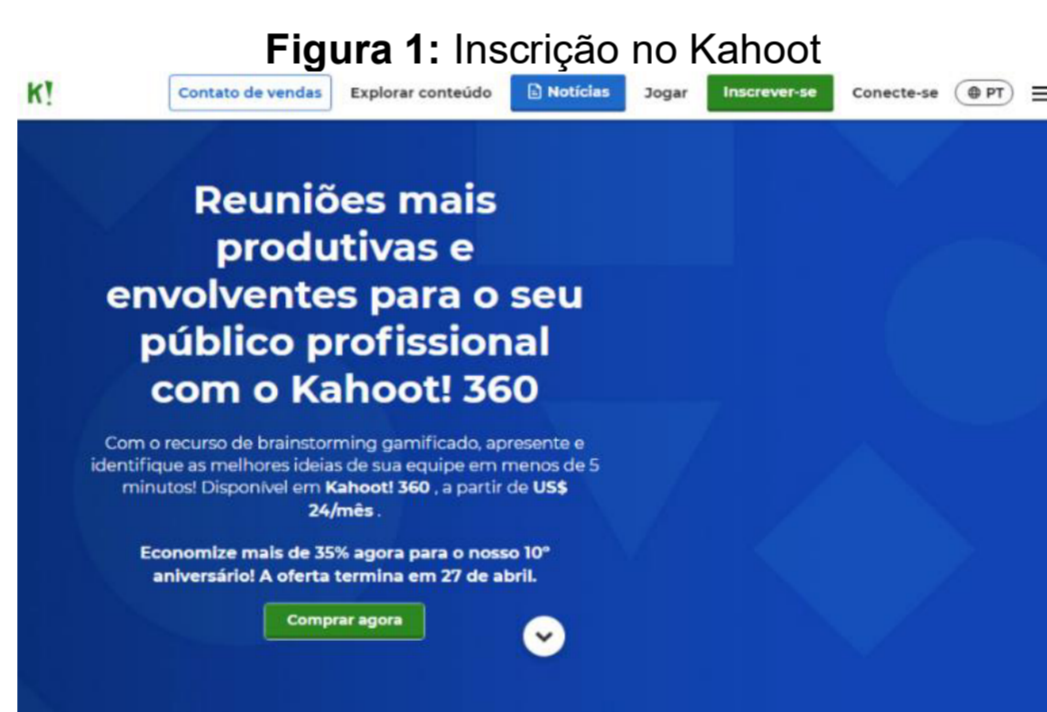 Figura 1: Inscrição no Kahoot
K!
Contato de vendas
Explorar conteúdo
Notícias
Jogar
Inscrever-se
Conecte-se
PT
Reuniões mais
produtivas e
envolventes para o seu
público profissional
com o Kahoot! 360
Com o recurso de brainstorming gamificado, apresente e
identifique as melhores ideias de sua equipe em menos de 5
minutos! Disponível em Kahoot! 360 , a partir de US$
24/mês .
Economize mais de 35% agora para o nosso 10º
aniversário! A oferta termina em 27 de abril.
Comprar agora